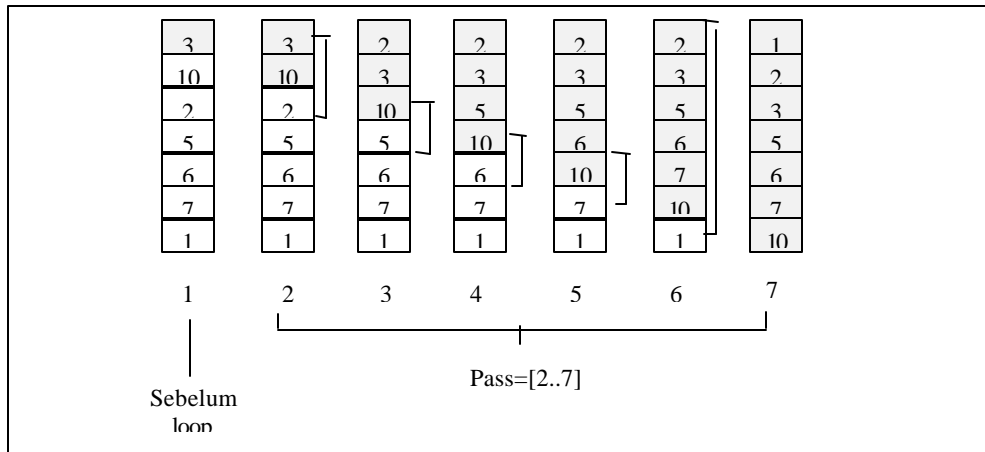 3 3 2 2 2 2 1
10 10 3 3 3 3 2
2 2 10 5 5 5 3
5 5 5 10 6 6 5
6 6 6 6 10 7 6
7 7 7 7 7 10 7
1 1 1 1 1 1 10
1 2 3 4 5 6 7
Pass=[2..7]
Sebelum
loop